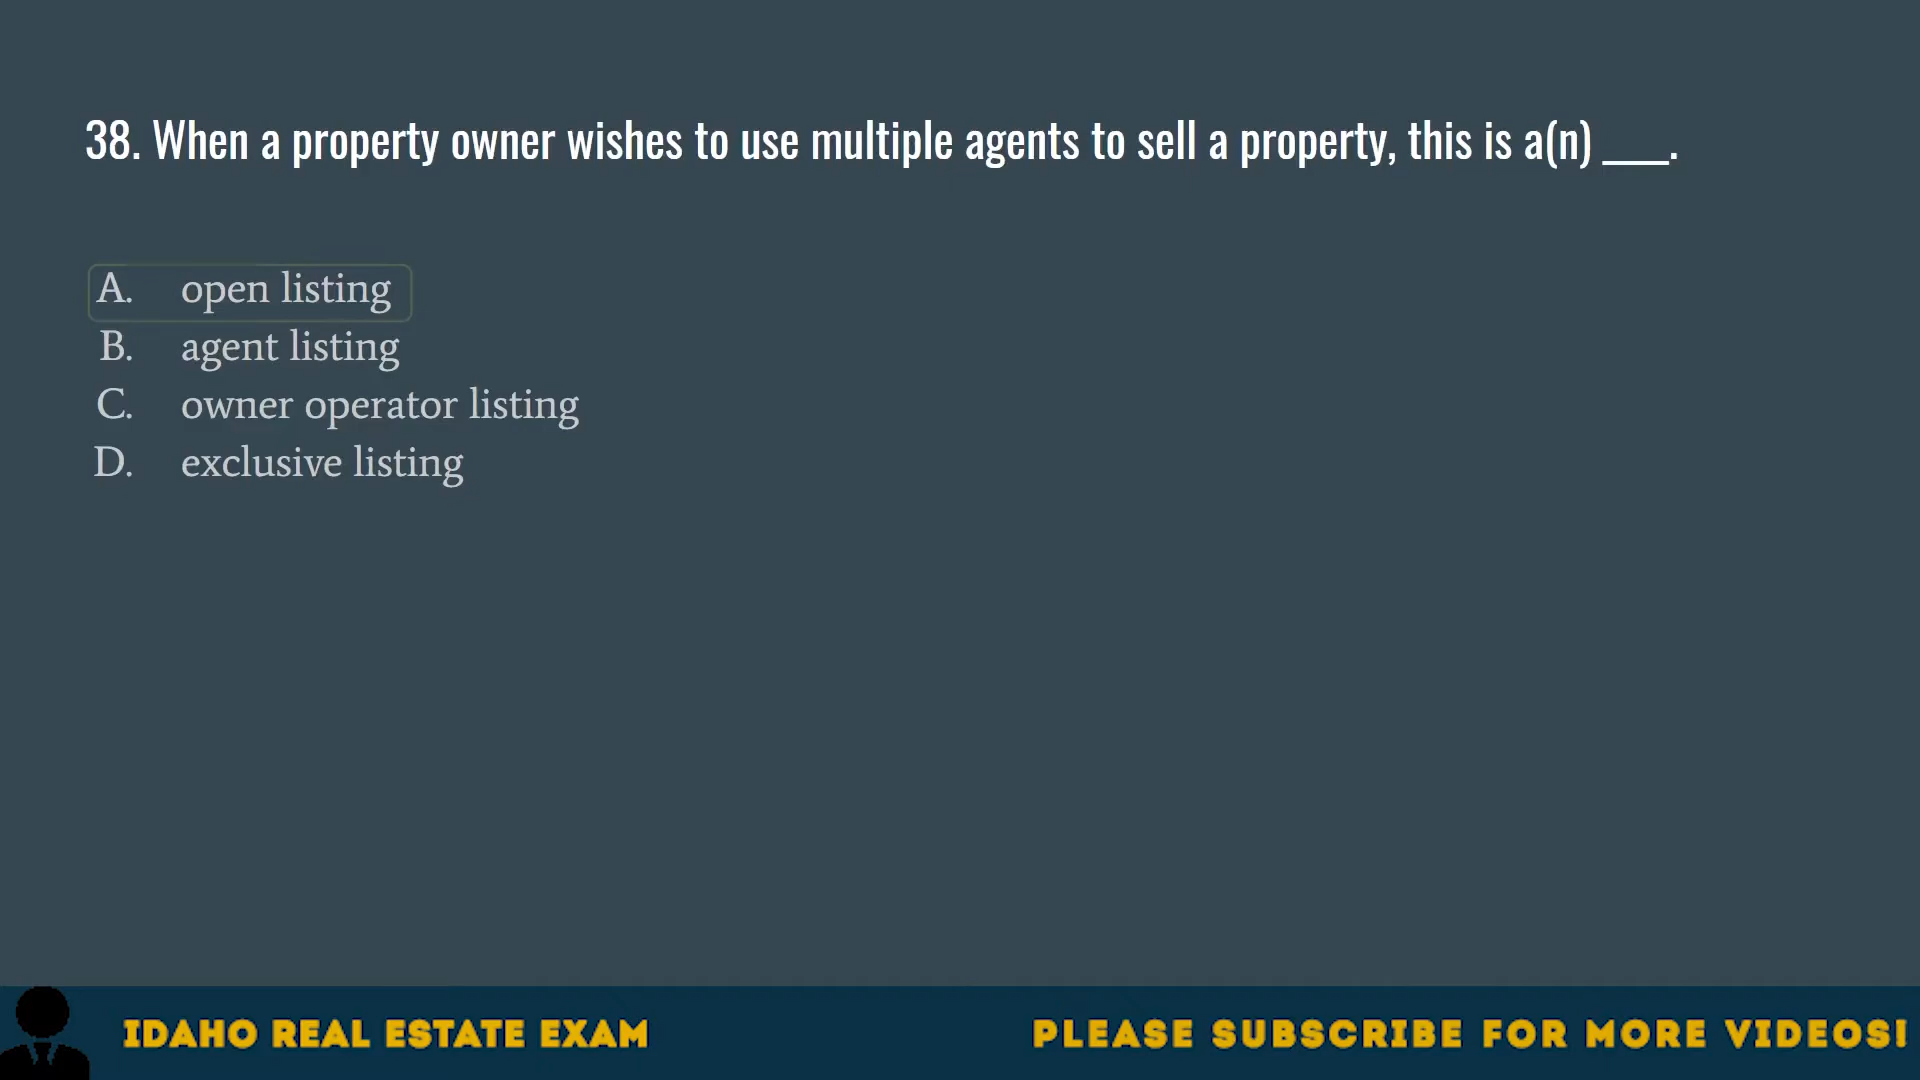 38. When a property owner wishes to use multiple agents to sell a property, this is a(n) ____.
A. open listing
B. agent listing
C. owner operator listing
D. exclusive listing
IDAHO REAL ESTATE EXAM
PLEASE SUBSCRIBE FOR MORE VIDEOS!